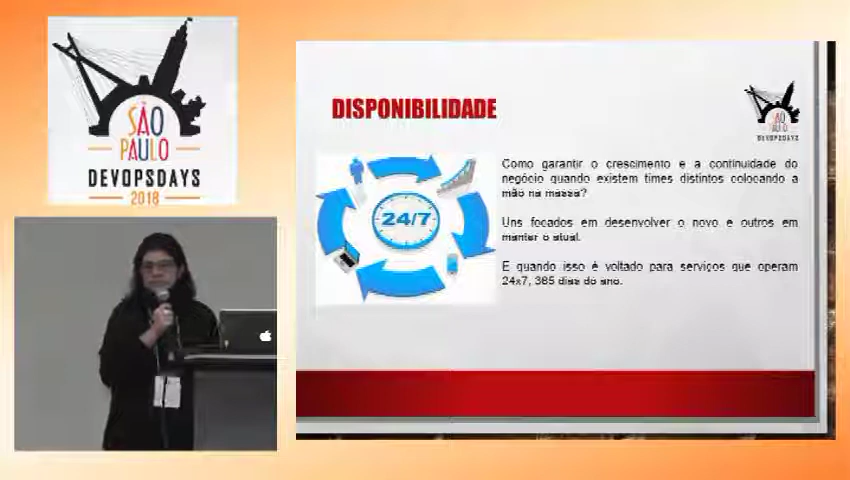 SÃO
PAULO
DEVOPSDAYS
2018
DISPONIBILIDADE
DEVOPSDAYS
24/7
Como garantir o crescimento e a continuidade do
negócio quando existem times distintos colocando a
mão na massa?
Uns focados em desenvolver o novo e outros em
manter o atual.
E quando isso é voltado para serviços que operam
24x7, 365 dias do ano.